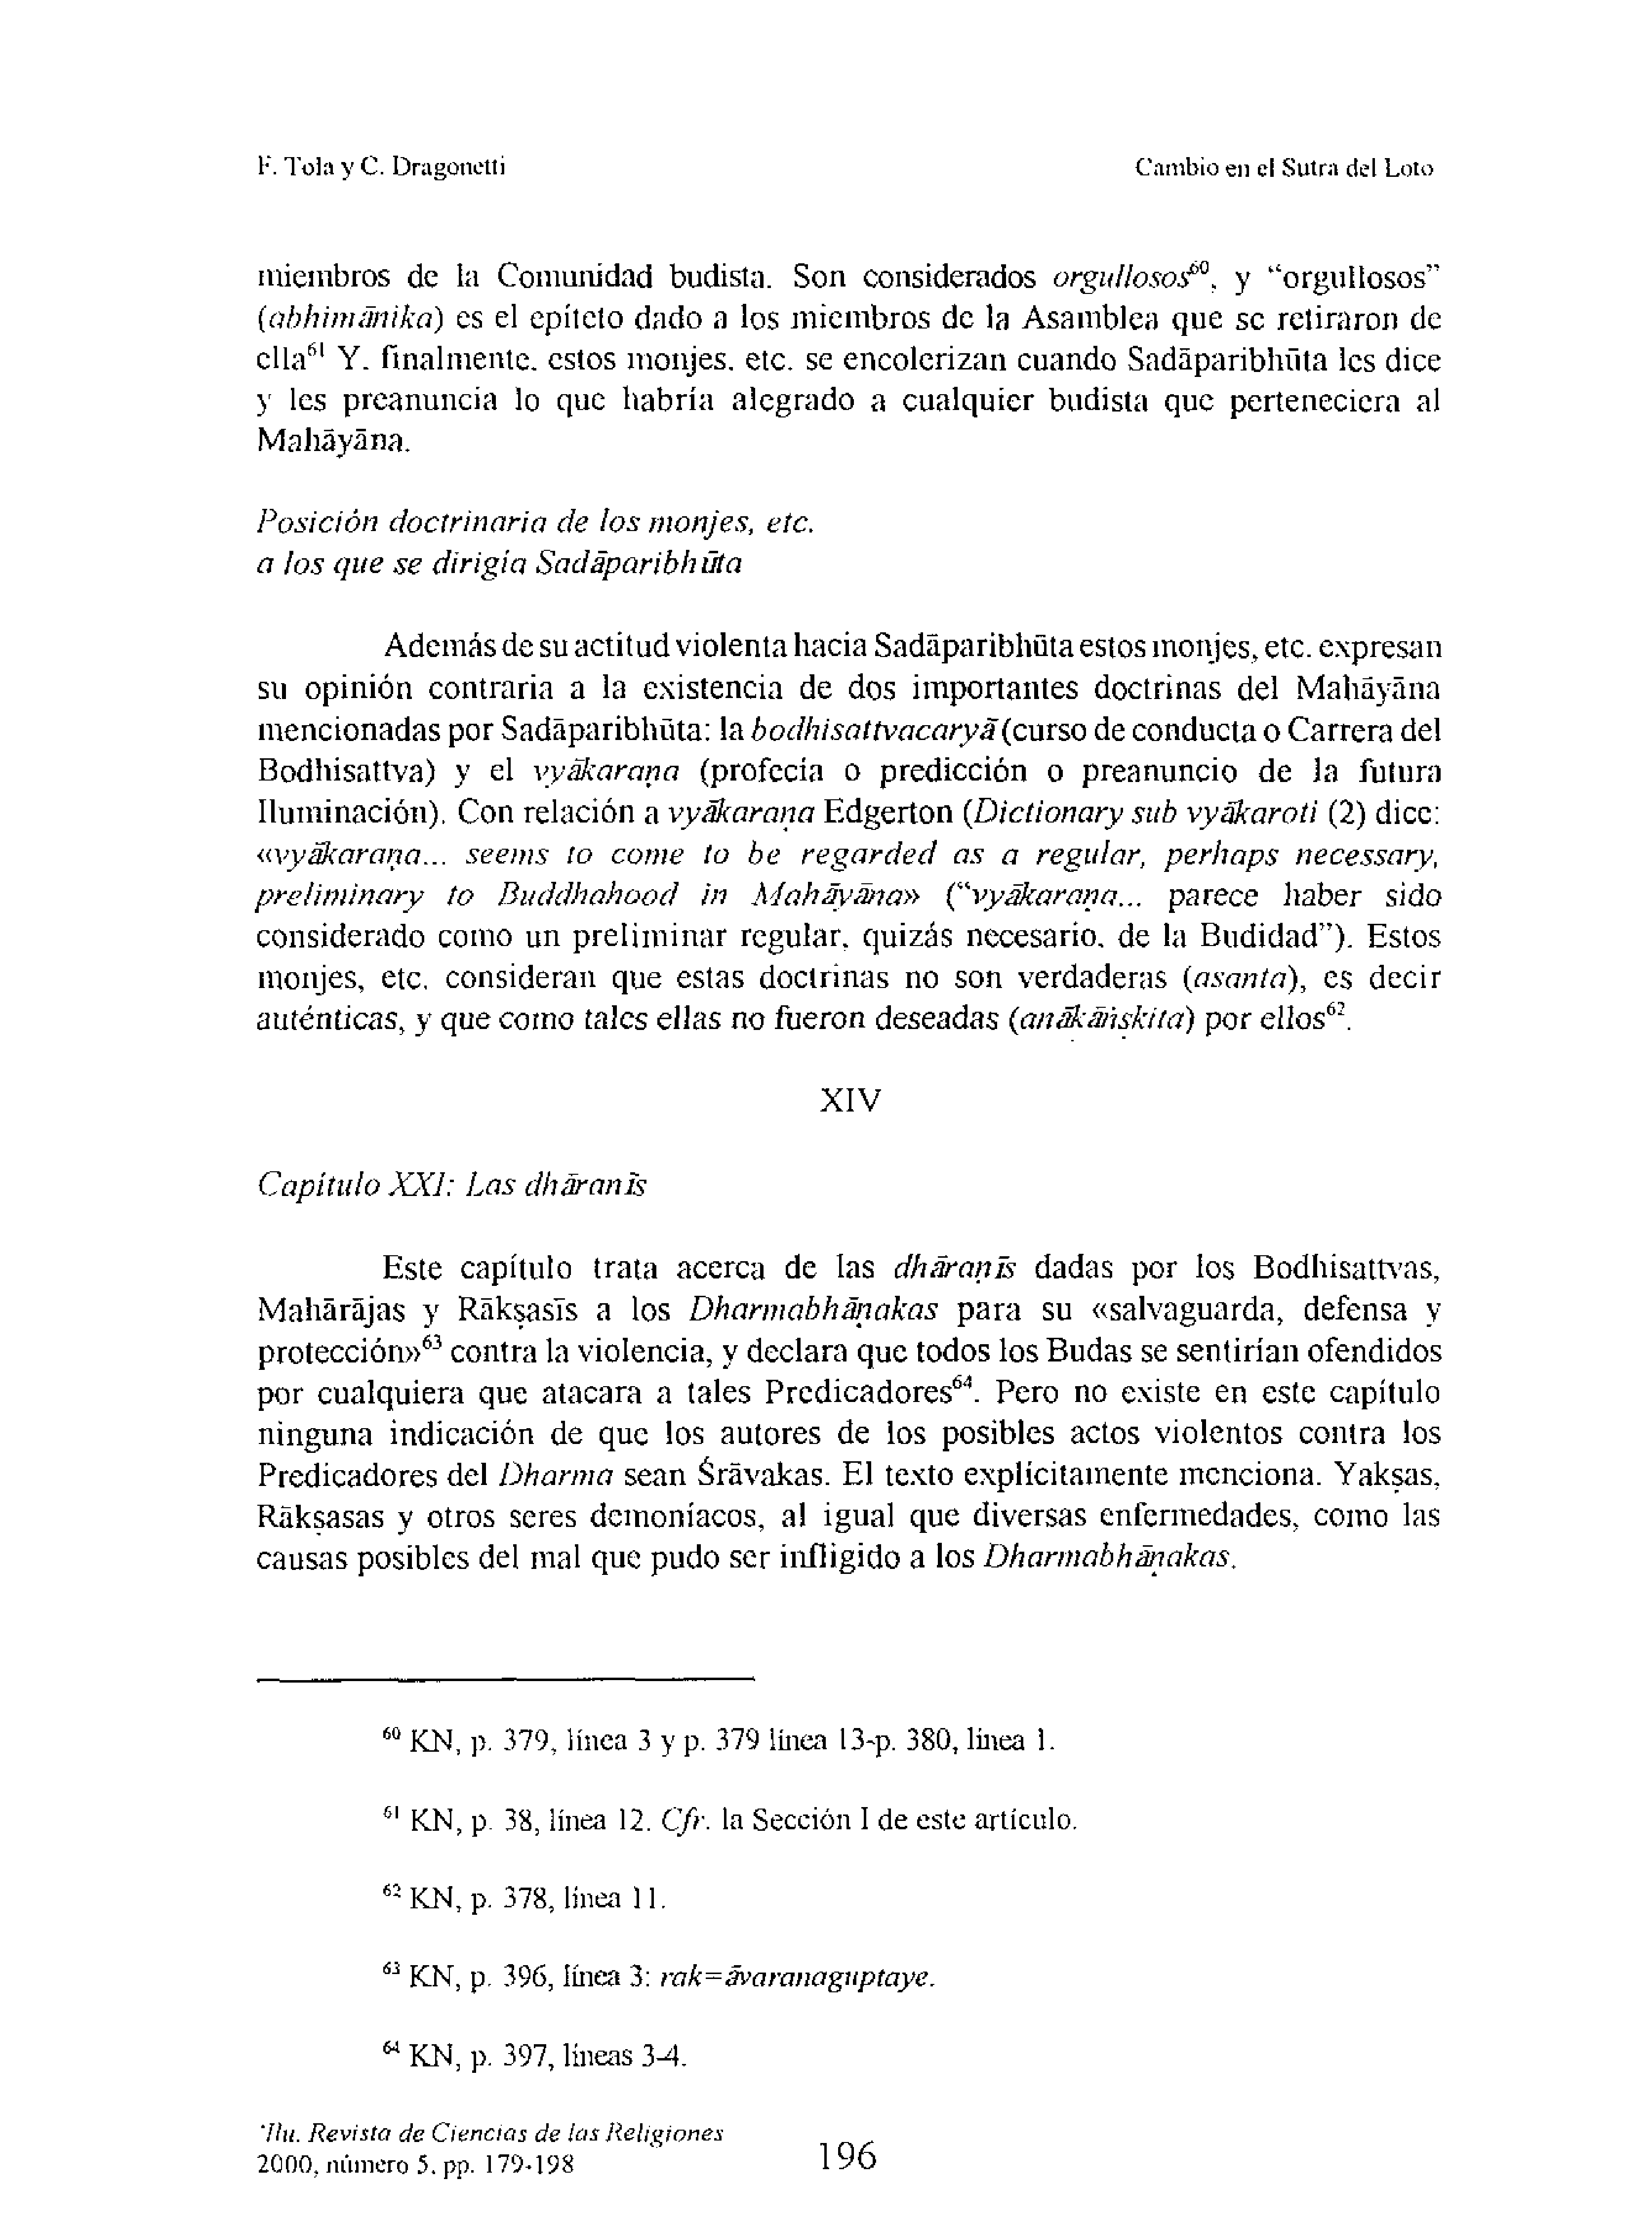 F. Tola y C. Dragonetti
Cambio en el Sutra del Loto
miembros de la Comunidad budista. Son considerados orgullosos⁶⁰, y “orgullosos”
(abhimānika) es el epíteto dado a los miembros de la Asamblea que se retiraron de
ella⁶¹ Y. finalmente. estos monjes. etc. se encolerizan cuando Sadāparibhūta les dice
y les preanuncia lo que habría alegrado a cualquier budista que perteneciera al
Mahāyāna.
Posición doctrinaria de los monjes, etc.
a los que se dirigía Sadāparibhūta
Además de su actitud violenta hacia Sadāparibhūta estos monjes, etc. expresan
su opinión contraria a la existencia de dos importantes doctrinas del Mahāyāna
mencionadas por Sadāparibhūta: la bodhisattvacaryā (curso de conducta o Carrera del
Bodhisattva) y el vyākaraṇa (profecía o predicción o preanuncio de la futura
Iluminación). Con relación a vyākaraṇa Edgerton (Dictionary sub vyākaroti (2) dice:
«vyākaraṇa... seems to come to be regarded as a regular, perhaps necessary,
preliminary to Buddhahood in Mahāyāna» (“vyākaraṇa... parece haber sido
considerado como un preliminar regular, quizás necesario. de la Budidad”). Estos
monjes, etc. consideran que estas doctrinas no son verdaderas (asanta), es decir
auténticas, y que como tales ellas no fueron deseadas (anākāṅskita) por ellos⁶².
XIV
Capítulo XXI: Las dhāranīs
Este capítulo trata acerca de las dhāraṇīs dadas por los Bodhisattvas,
Mahārājas y Rākṣasīs a los Dharmabhāṇakas para su «salvaguarda, defensa y
protección»⁶³ contra la violencia, y declara que todos los Budas se sentirían ofendidos
por cualquiera que atacara a tales Predicadores⁶⁴. Pero no existe en este capítulo
ninguna indicación de que los autores de los posibles actos violentos contra los
Predicadores del Dharma sean Śrāvakas. El texto explícitamente menciona. Yakṣas,
Rākṣasas y otros seres demoníacos, al igual que diversas enfermedades, como las
causas posibles del mal que pudo ser infligido a los Dharmabhāṇakas.
⁶⁰ KN, p. 379, línea 3 y p. 379 línea 13-p. 380, línea 1.
⁶¹ KN, p. 38, línea 12. Cfr. la Sección I de este artículo.
⁶² KN, p. 378, línea 11.
⁶³ KN, p. 396, línea 3: rak=āvaranaguptaye.
⁶⁴ KN, p. 397, líneas 3-4.
'Ilu. Revista de Ciencias de las Religiones
2000, número 5, pp. 179-198
196